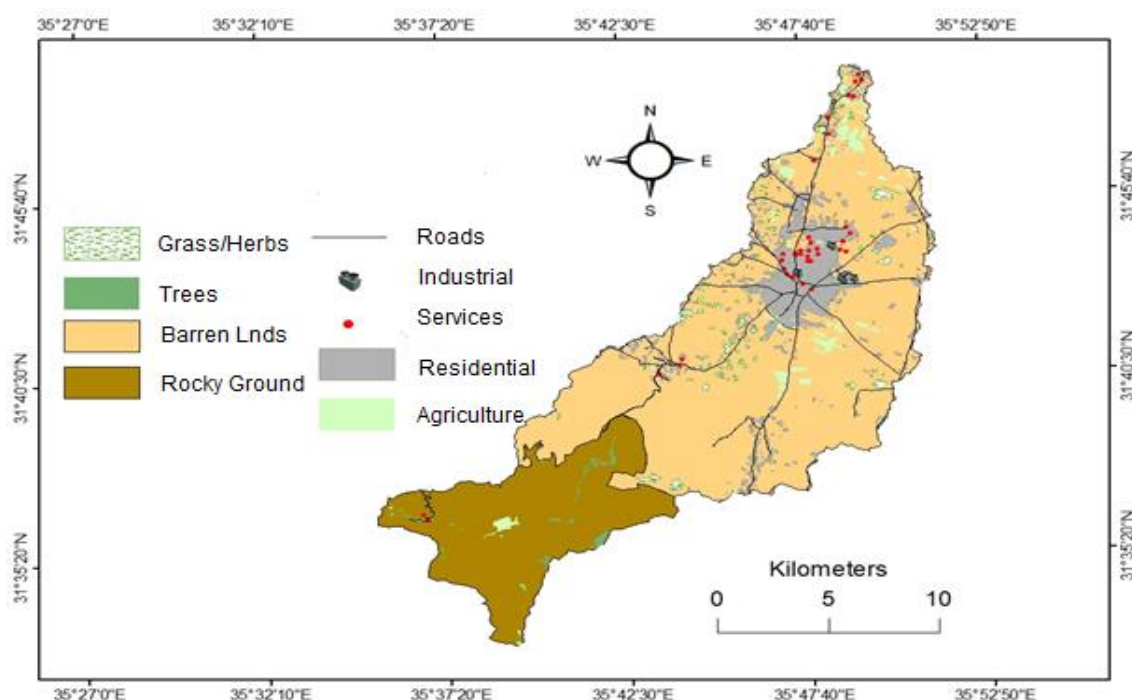 35°27'0"E 35°32'10"E 35°37'20"E 35°42'30"E 35°47'40"E 35°52'50"E
N
W E
S
31°45'40"N
31°45'40"N
31°40'30"N
31°40'30"N
31°35'20"N
31°35'20"N
Grass/Herbs
Trees
Barren Lnds
Rocky Ground
Roads
Industrial
Services
Residential
Agriculture
Kilometers
0 5 10
35°27'0"E 35°32'10"E 35°37'20"E 35°42'30"E 35°47'40"E 35°52'50"E